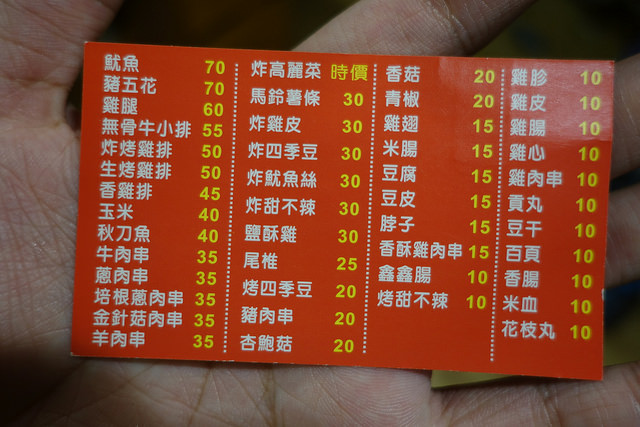 魷魚 70
豬五花 70
雞腿 60
無骨牛小排 55
炸烤雞排 50
生烤雞排 50
香雞排 45
玉米 40
秋刀魚 40
牛肉串 35
蔥肉串 35
培根蔥肉串 35
金針菇肉串 35
羊肉串 35
炸高麗菜 時價
馬鈴薯條 30
炸雞皮 30
炸四季豆 30
炸魷魚絲 30
炸甜不辣 30
鹽酥雞 30
尾椎 25
烤四季豆 20
豬肉串 20
杏鮑菇 20
香菇 20
青椒 20
雞翅 15
米腸 15
豆腐 15
豆皮 15
脖子 15
香酥雞肉串 15
鑫鑫腸 10
烤甜不辣 10
雞胗 10
雞皮 10
雞腸 10
雞心 10
雞肉串 10
貢丸 10
豆干 10
百頁 10
香腸 10
米血 10
花枝丸 10